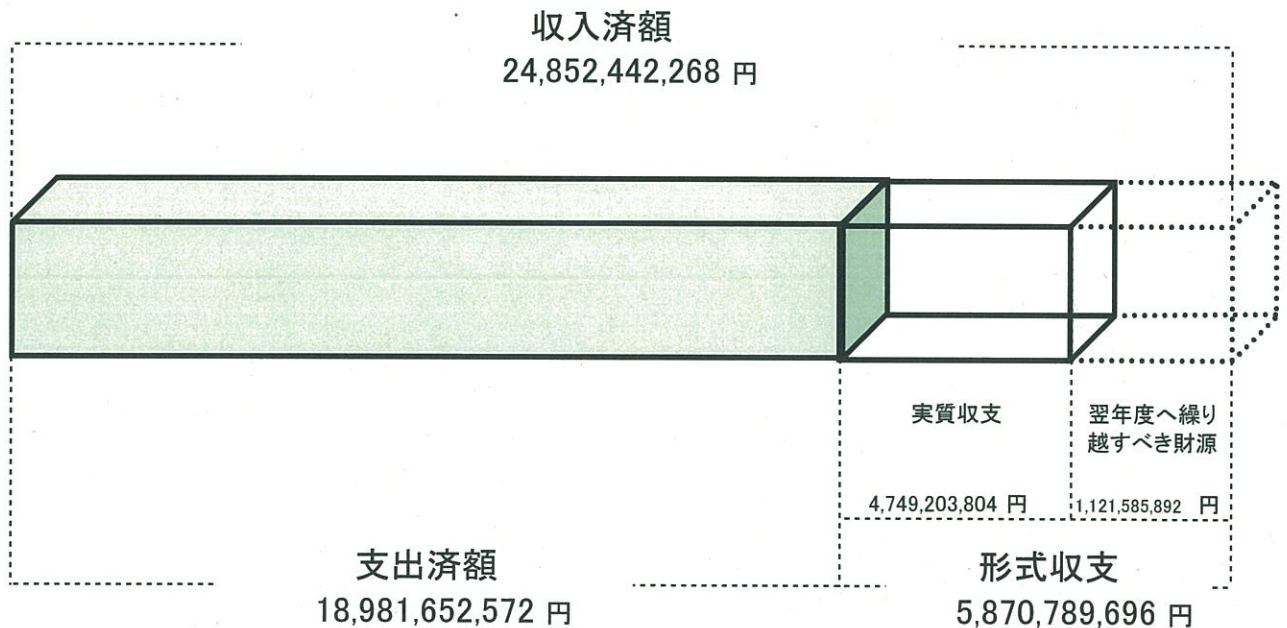 収入済額
24,852,442,268 円
実質収支
翌年度へ繰り
越すべき財源
4,749,203,804 円
1,121,585,892 円
支出済額
18,981,652,572 円
形式収支
5,870,789,696 円